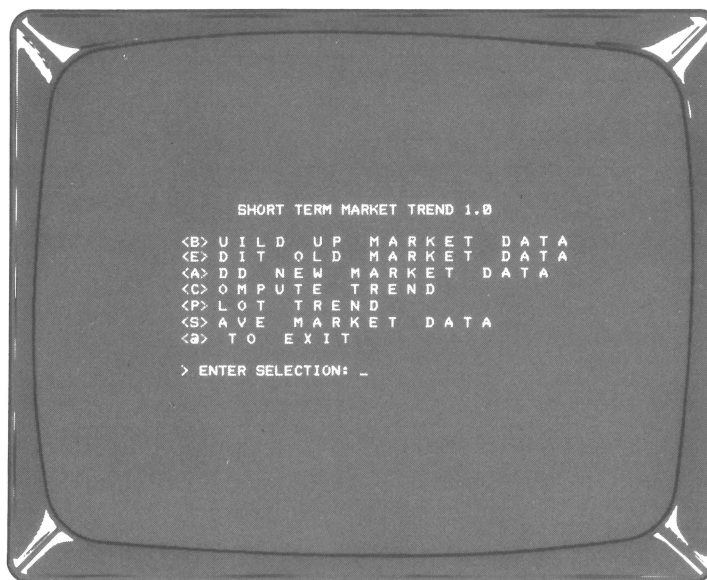 SHORT TERM MARKET TREND 1.0
<B> U I L D  U P  M A R K E T  D A T A
<E> D I T  O L D  M A R K E T  D A T A
<A> D D  N E W  M A R K E T  D A T A
<C> O M P U T E  T R E N D
<P> L O T  T R E N D
<S> A V E  M A R K E T  D A T A
<@> T O  E X I T
> ENTER SELECTION: _